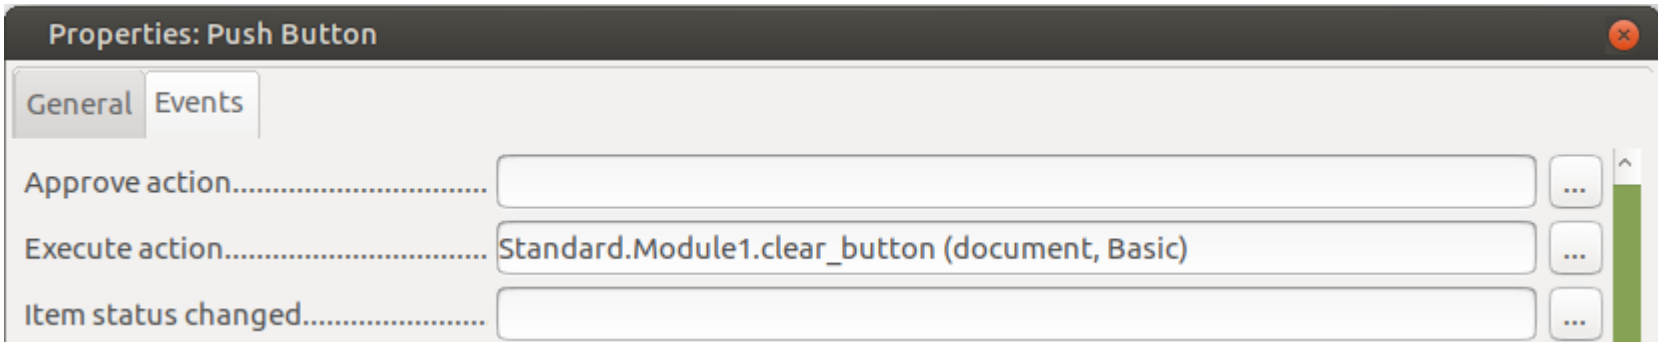 Properties: Push Button
General Events
Approve action................................ ...
Execute action................................. Standard.Module1.clear_button (document, Basic) ...
Item status changed....................... ...